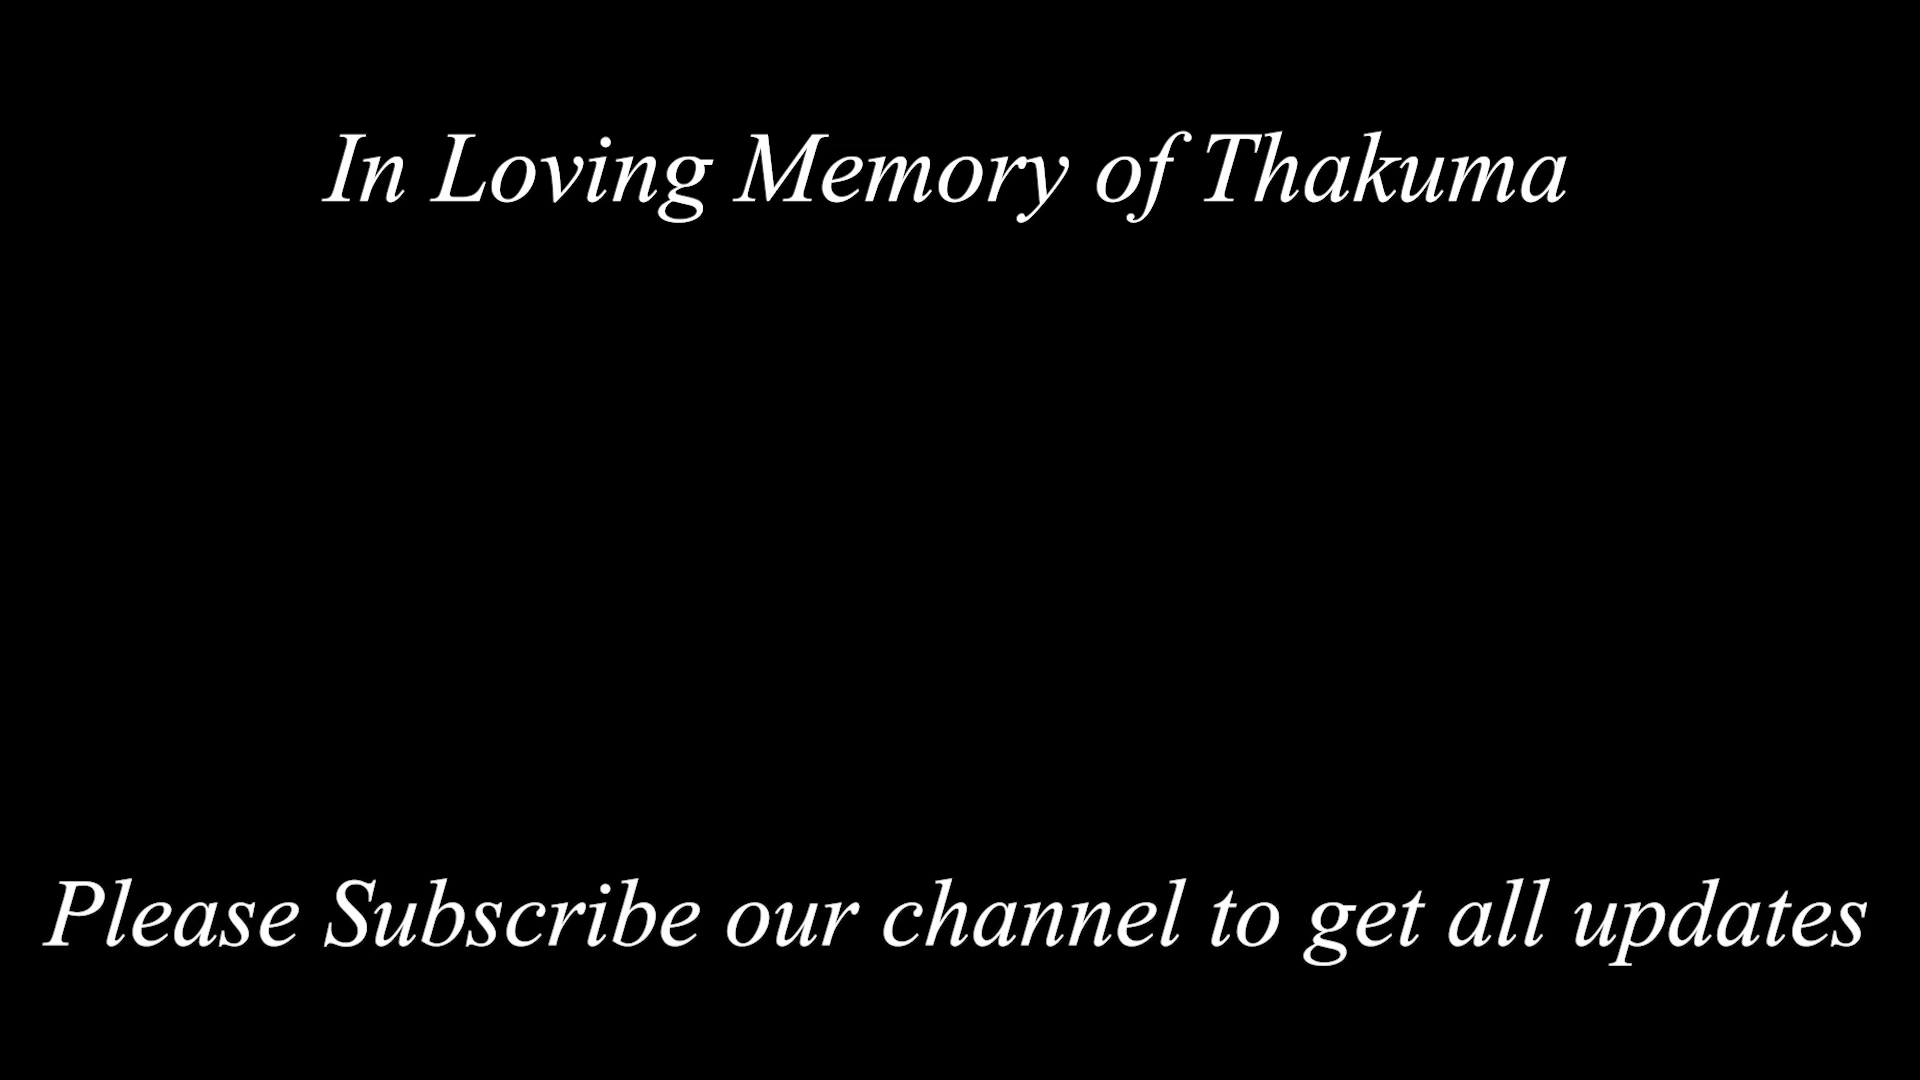 In Loving Memory of Thakuma
Please Subscribe our channel to get all updates